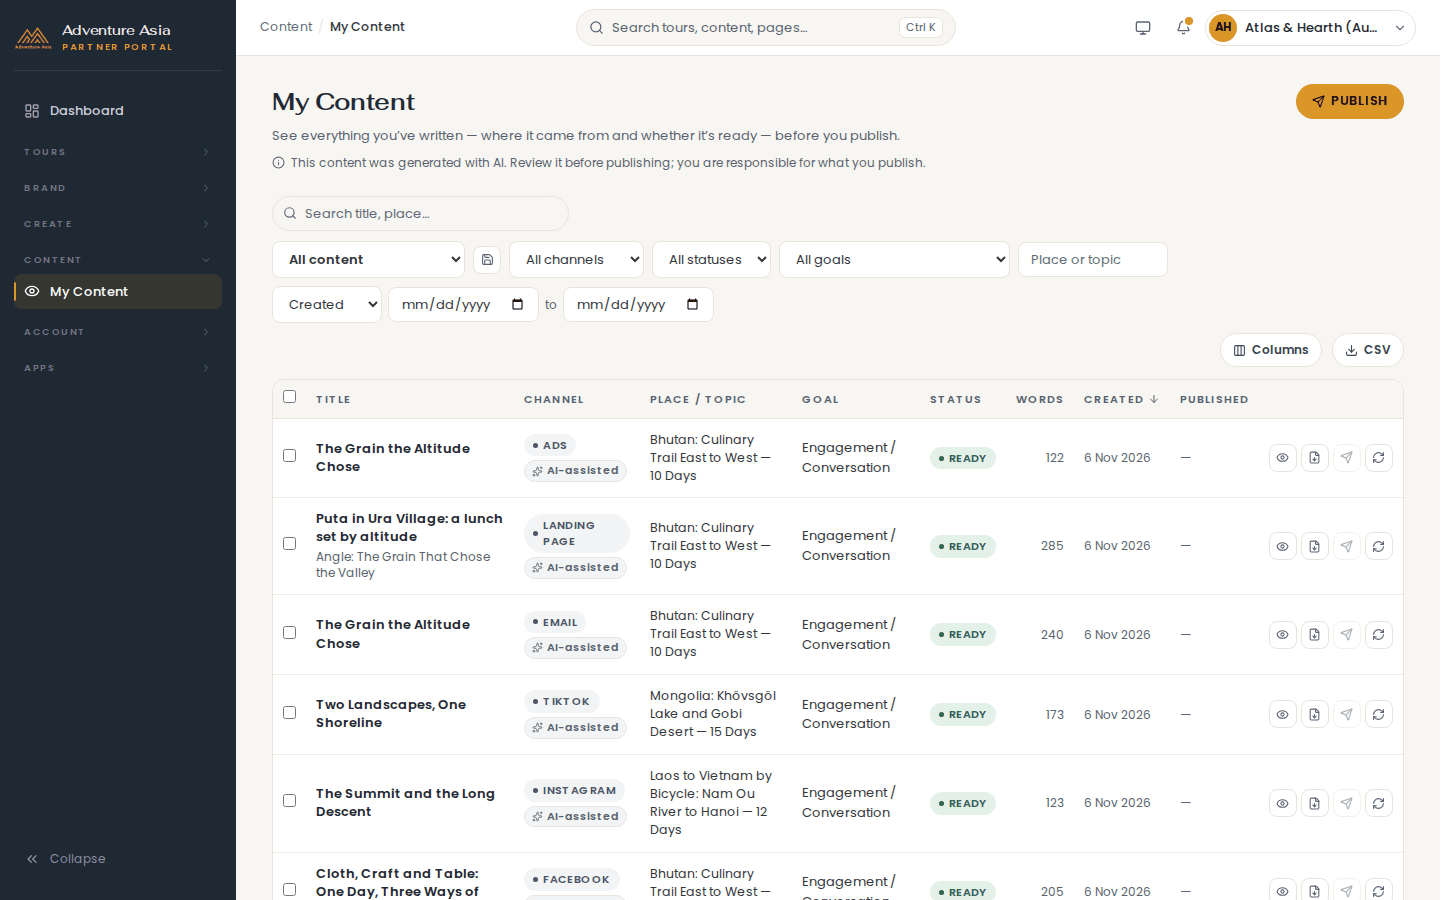 Adventure Asia
Adventure Asia
PARTNER PORTAL
Dashboard
TOURS
BRAND
CREATE
CONTENT
My Content
ACCOUNT
APPS
Collapse
Content / My Content
Search tours, content, pages...
Ctrl K
AH
Atlas & Hearth (Au...
My Content
PUBLISH
See everything you've written — where it came from and whether it's ready — before you publish.
This content was generated with AI. Review it before publishing; you are responsible for what you publish.
Search title, place...
All content
All channels
All statuses
All goals
Place or topic
Created
mm/dd/yyyy
to
mm/dd/yyyy
Columns
CSV
TITLE
CHANNEL
PLACE / TOPIC
GOAL
STATUS
WORDS
CREATED ↓
PUBLISHED
The Grain the Altitude
Chose
ADS
AI-assisted
Bhutan: Culinary
Trail East to West —
10 Days
Engagement /
Conversation
READY
122
6 Nov 2026
—
Puta in Ura Village: a lunch
set by altitude
Angle: The Grain That Chose
the Valley
LANDING
PAGE
AI-assisted
Bhutan: Culinary
Trail East to West —
10 Days
Engagement /
Conversation
READY
285
6 Nov 2026
—
The Grain the Altitude
Chose
EMAIL
AI-assisted
Bhutan: Culinary
Trail East to West —
10 Days
Engagement /
Conversation
READY
240
6 Nov 2026
—
Two Landscapes, One
Shoreline
TIKTOK
AI-assisted
Mongolia: Khövsgöl
Lake and Gobi
Desert — 15 Days
Engagement /
Conversation
READY
173
6 Nov 2026
—
The Summit and the Long
Descent
INSTAGRAM
AI-assisted
Laos to Vietnam by
Bicycle: Nam Ou
River to Hanoi — 12
Days
Engagement /
Conversation
READY
123
6 Nov 2026
—
Cloth, Craft and Table:
One Day, Three Ways of
FACEBOOK
Bhutan: Culinary
Trail East to West —
Engagement /
READY
205
6 Nov 2026
—